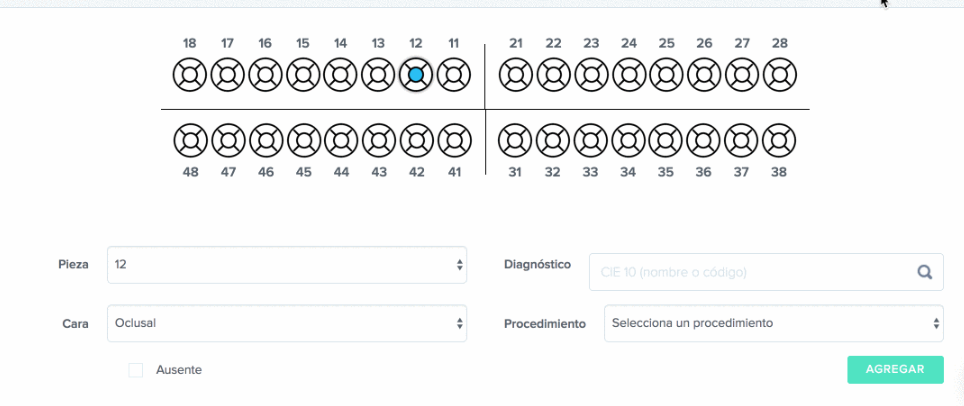 18 17 16 15 14 13 12 11 21 22 23 24 25 26 27 28
48 47 46 45 44 43 42 41 31 32 33 34 35 36 37 38
Pieza 12 Diagnóstico CIE 10 (nombre o código)
Cara Oclusal Procedimiento Selecciona un procedimiento
Ausente AGREGAR